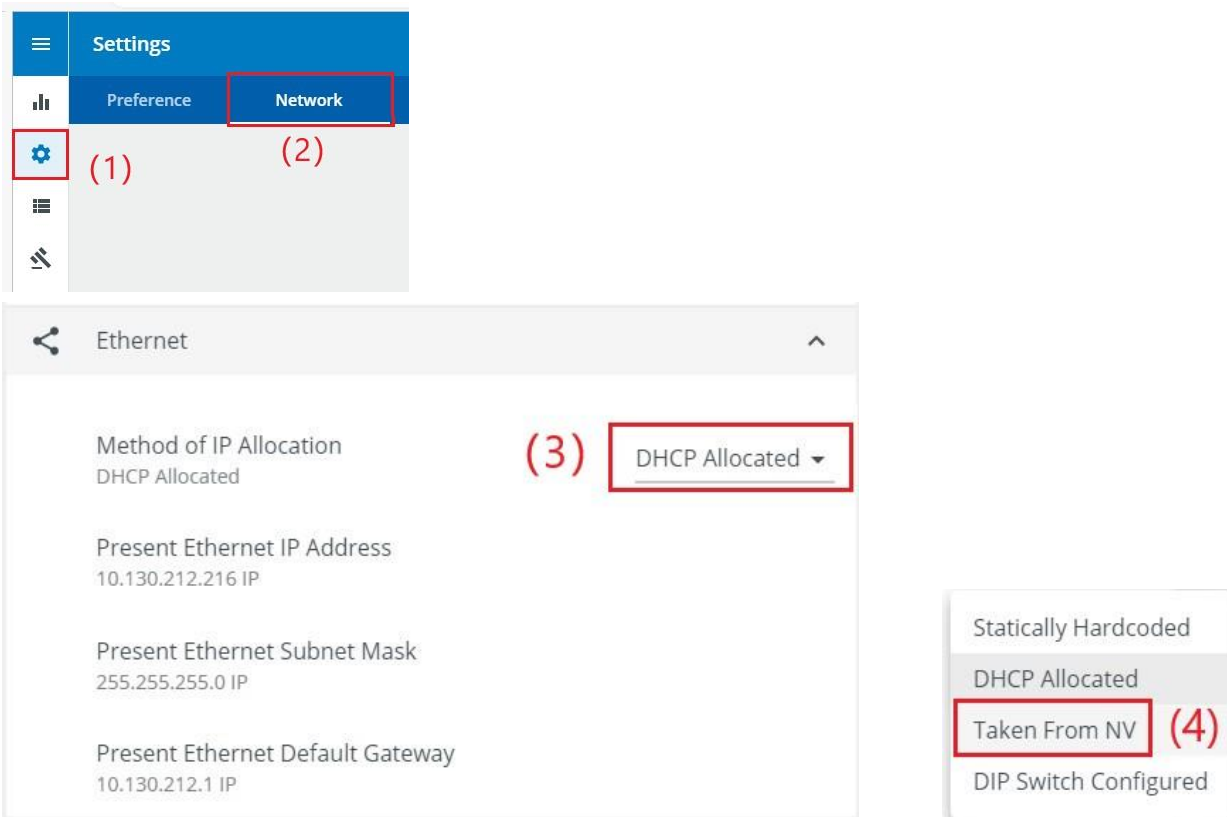 Settings
Preference
Network
(1)
(2)
Ethernet
Method of IP Allocation
DHCP Allocated
(3)
DHCP Allocated
Present Ethernet IP Address
10.130.212.216 IP
Present Ethernet Subnet Mask
255.255.255.0 IP
Present Ethernet Default Gateway
10.130.212.1 IP
Statically Hardcoded
DHCP Allocated
Taken From NV
(4)
DIP Switch Configured